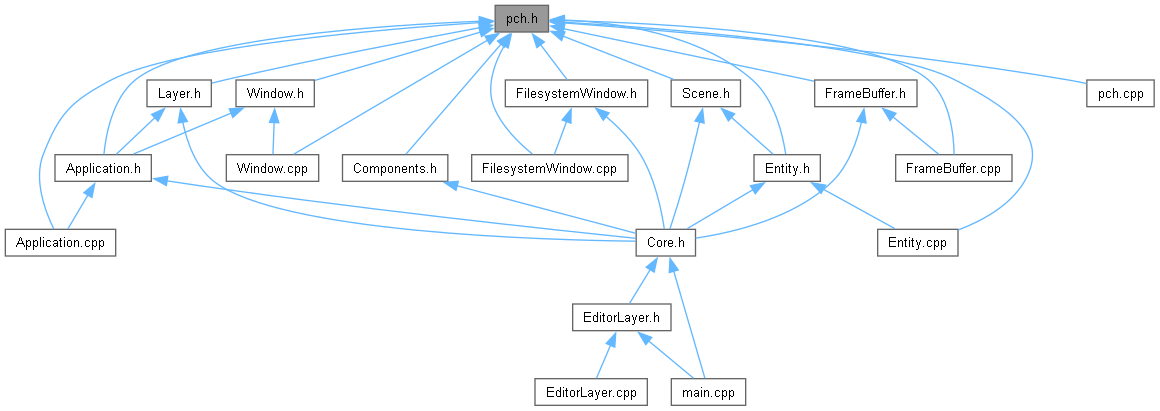 pch.h
Layer.h
Window.h
FilesystemWindow.h
Scene.h
FrameBuffer.h
pch.cpp
Application.h
Window.cpp
Components.h
FilesystemWindow.cpp
Entity.h
FrameBuffer.cpp
Application.cpp
Core.h
Entity.cpp
EditorLayer.h
EditorLayer.cpp
main.cpp